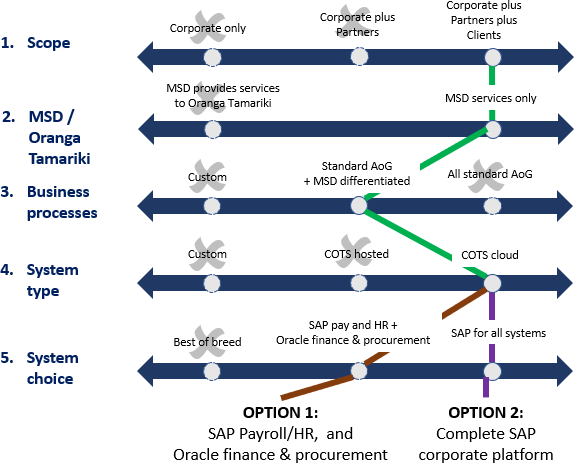 1. Scope
Corporate only
Corporate plus
Partners
Corporate plus
Partners plus
Clients
2. MSD /
Oranga
Tamariki
MSD provides services
to Oranga Tamariki
MSD services only
3. Business
processes
Custom
Standard AoG
+ MSD differentiated
All standard AoG
4. System
type
Custom
COTS hosted
COTS cloud
5. System
choice
Best of breed
SAP pay and HR +
Oracle finance & procurement
SAP for all systems
OPTION 1:
SAP Payroll/HR, and
Oracle finance & procurement
OPTION 2:
Complete SAP
corporate platform